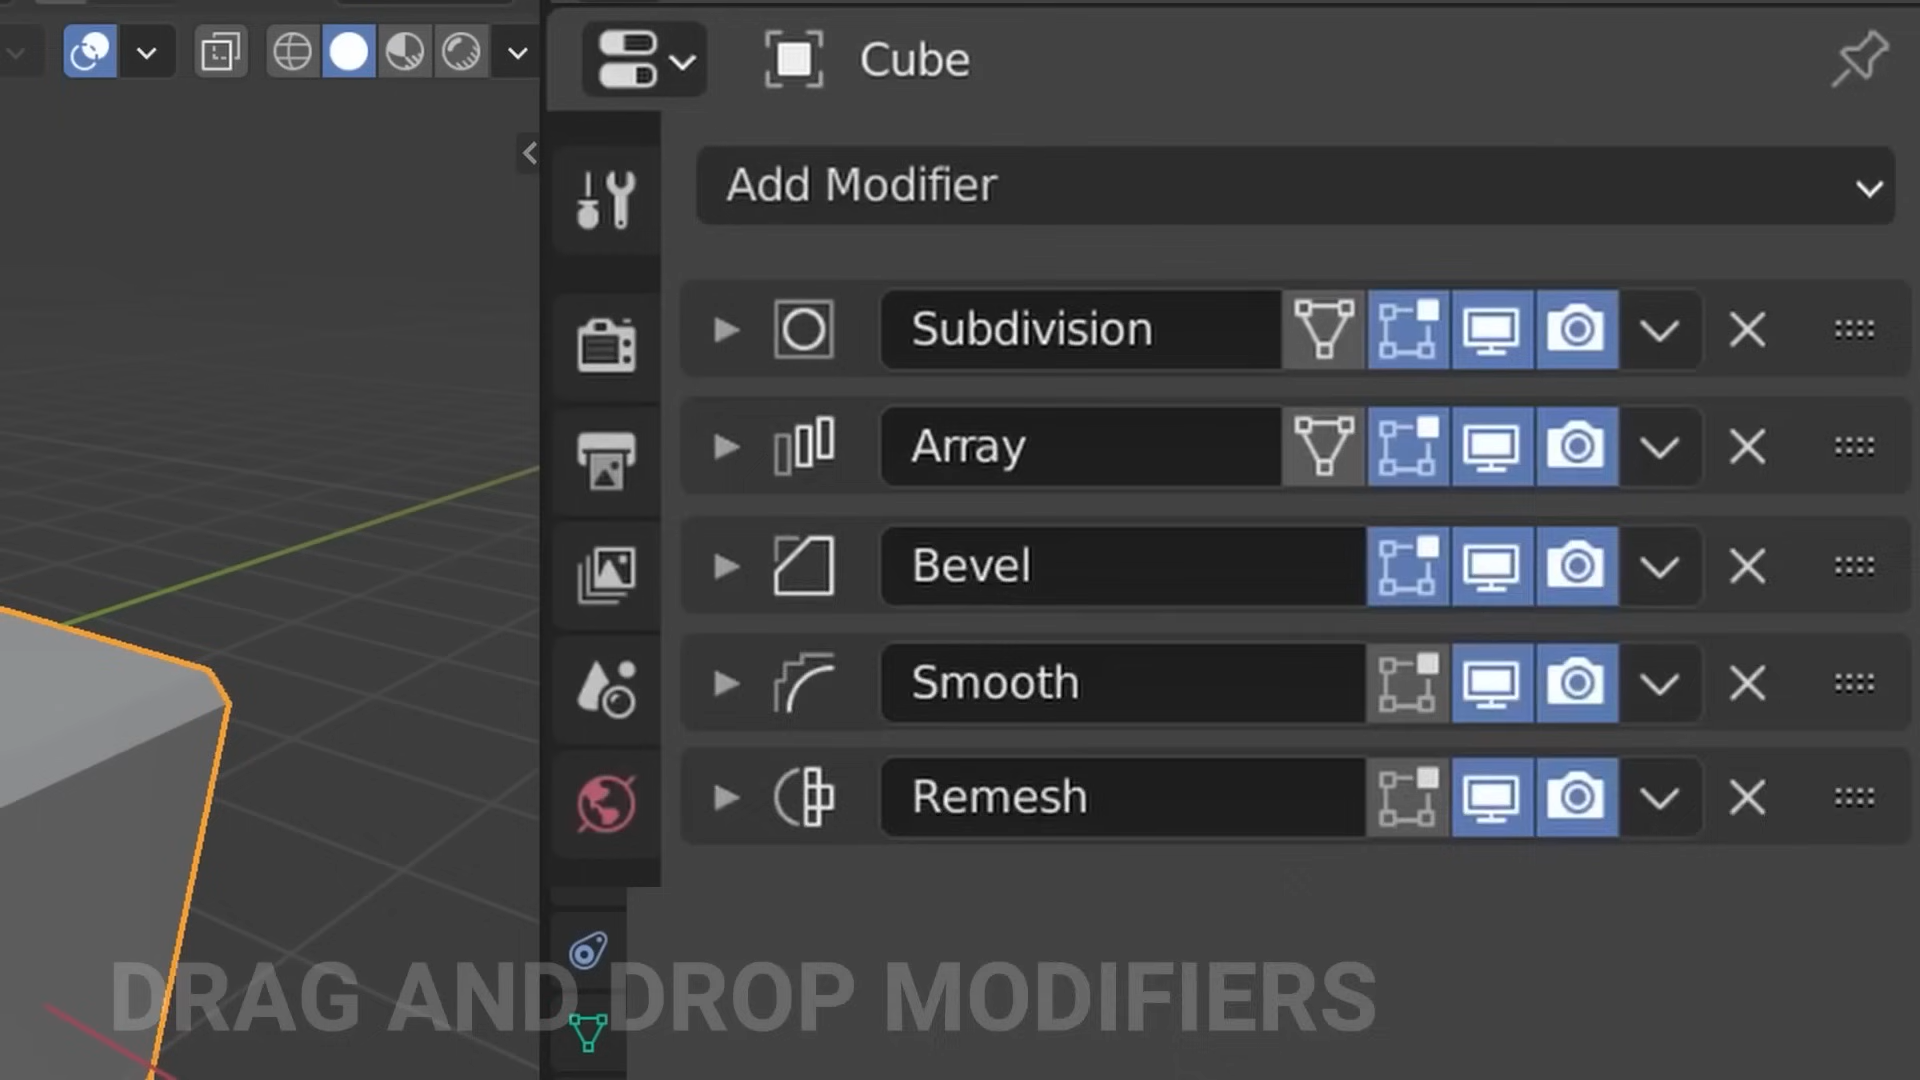 Cube
Add Modifier
Subdivision
Array
Bevel
Smooth
Remesh
DRAG AND DROP MODIFIERS